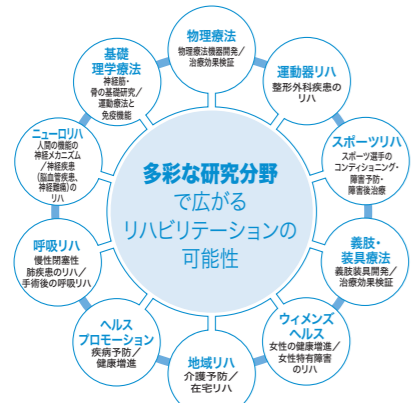 物理療法
物理療法機器開発／
治療効果検証
運動器リハ
整形外科疾患の
リハ
スポーツリハ
スポーツ選手の
コンディショニング・
障害予防・
障害後治療
義肢・
装具療法
義肢装具開発／
治療効果検証
ウィメンズ
ヘルス
女性の健康増進／
女性特有障害
のリハ
地域リハ
介護予防／
在宅リハ
ヘルス
プロモーション
疾病予防／
健康増進
呼吸リハ
慢性閉塞性
肺疾患のリハ／
手術後の呼吸リハ
ニューロリハ
人間の機能の
神経メカニズム
／神経疾患
（脳血管疾患、
神経難病）の
リハ
基礎
理学療法
神経筋・
骨の基礎研究／
運動療法と
免疫機能
多彩な研究分野
で広がる
リハビリテーションの
可能性